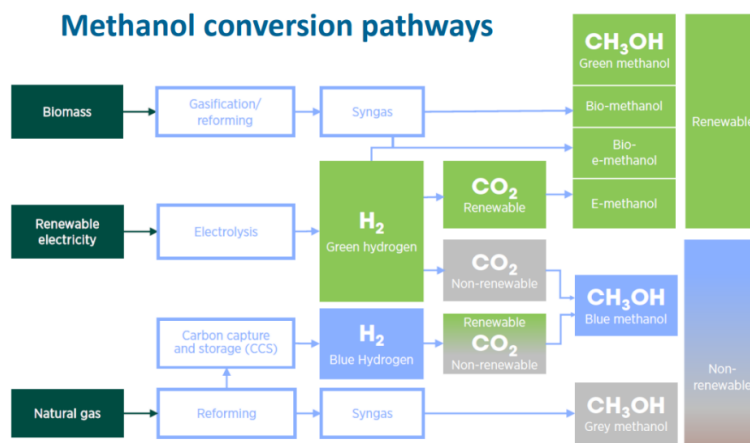 Methanol conversion pathways
CH₃OH
Green methanol
Biomass
Gasification/
reforming
Syngas
Bio-methanol
Renewable
Bio-
e-methanol
H₂
Green hydrogen
CO₂
Renewable
E-methanol
Renewable
electricity
Electrolysis
CO₂
Non-renewable
CH₃OH
Blue methanol
Carbon capture
and storage (CCS)
H₂
Blue Hydrogen
Renewable
CO₂
Non-renewable
Non-
renewable
Natural gas
Reforming
Syngas
CH₃OH
Grey methanol